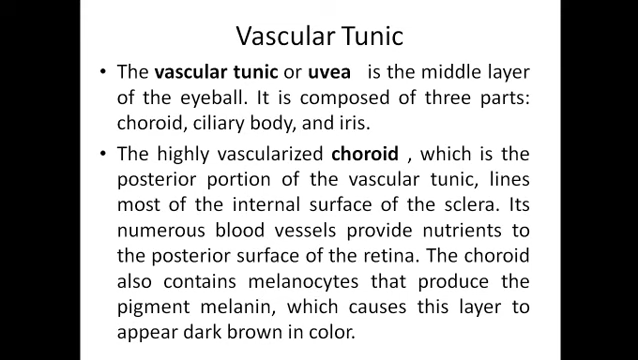 Vascular Tunic
• The vascular tunic or uvea is the middle layer
of the eyeball. It is composed of three parts:
choroid, ciliary body, and iris.
• The highly vascularized choroid , which is the
posterior portion of the vascular tunic, lines
most of the internal surface of the sclera. Its
numerous blood vessels provide nutrients to
the posterior surface of the retina. The choroid
also contains melanocytes that produce the
pigment melanin, which causes this layer to
appear dark brown in color.